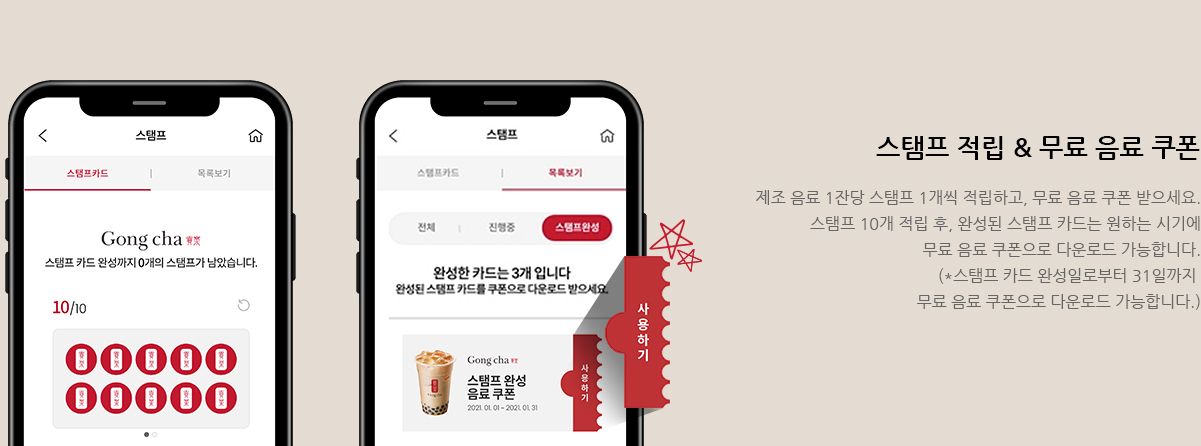 스탬프
스탬프카드 | 목록보기
Gong cha 貢茶
스탬프 카드 완성까지 0개의 스탬프가 남았습니다.
10/10
스탬프
스탬프카드 | 목록보기
전체 | 진행중 스탬프완성
완성한 카드는 3개 입니다
완성된 스탬프 카드를 쿠폰으로 다운로드 받으세요.
Gong cha 貢茶
스탬프 완성
음료 쿠폰
2021. 01. 01 ~ 2021. 01. 31
사용하기
사용하기
스탬프 적립 & 무료 음료 쿠폰
제조 음료 1잔당 스탬프 1개씩 적립하고, 무료 음료 쿠폰 받으세요.
스탬프 10개 적립 후, 완성된 스탬프 카드는 원하는 시기에
무료 음료 쿠폰으로 다운로드 가능합니다.
(*스탬프 카드 완성일로부터 31일까지
무료 음료 쿠폰으로 다운로드 가능합니다.)